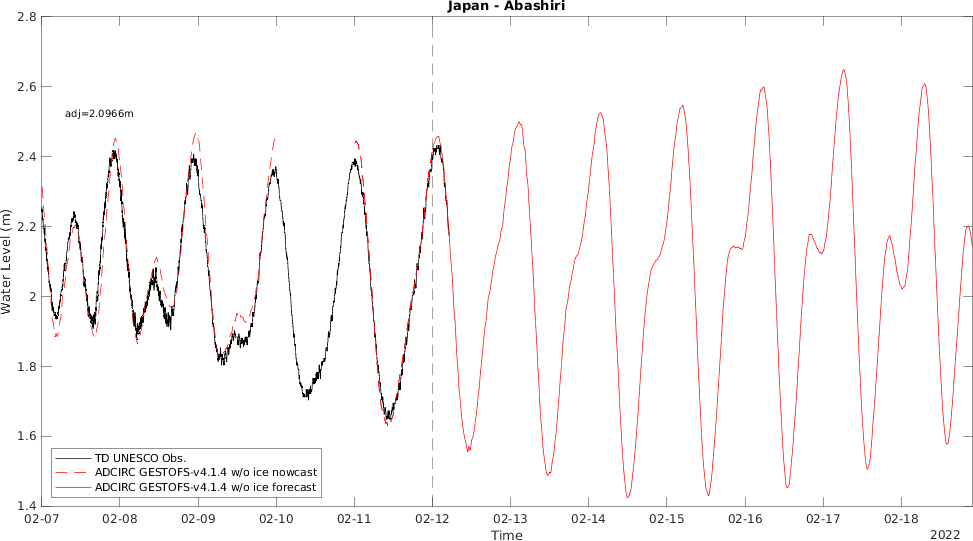 Japan - Abashiri
2.8
2.6
2.4
2.2
2
1.8
1.6
1.4
Water Level (m)
adj=2.0966m
TD UNESCO Obs.
ADCIRC GESTOFS-v4.1.4 w/o ice nowcast
ADCIRC GESTOFS-v4.1.4 w/o ice forecast
02-07 02-08 02-09 02-10 02-11 02-12 02-13 02-14 02-15 02-16 02-17 02-18
Time
2022